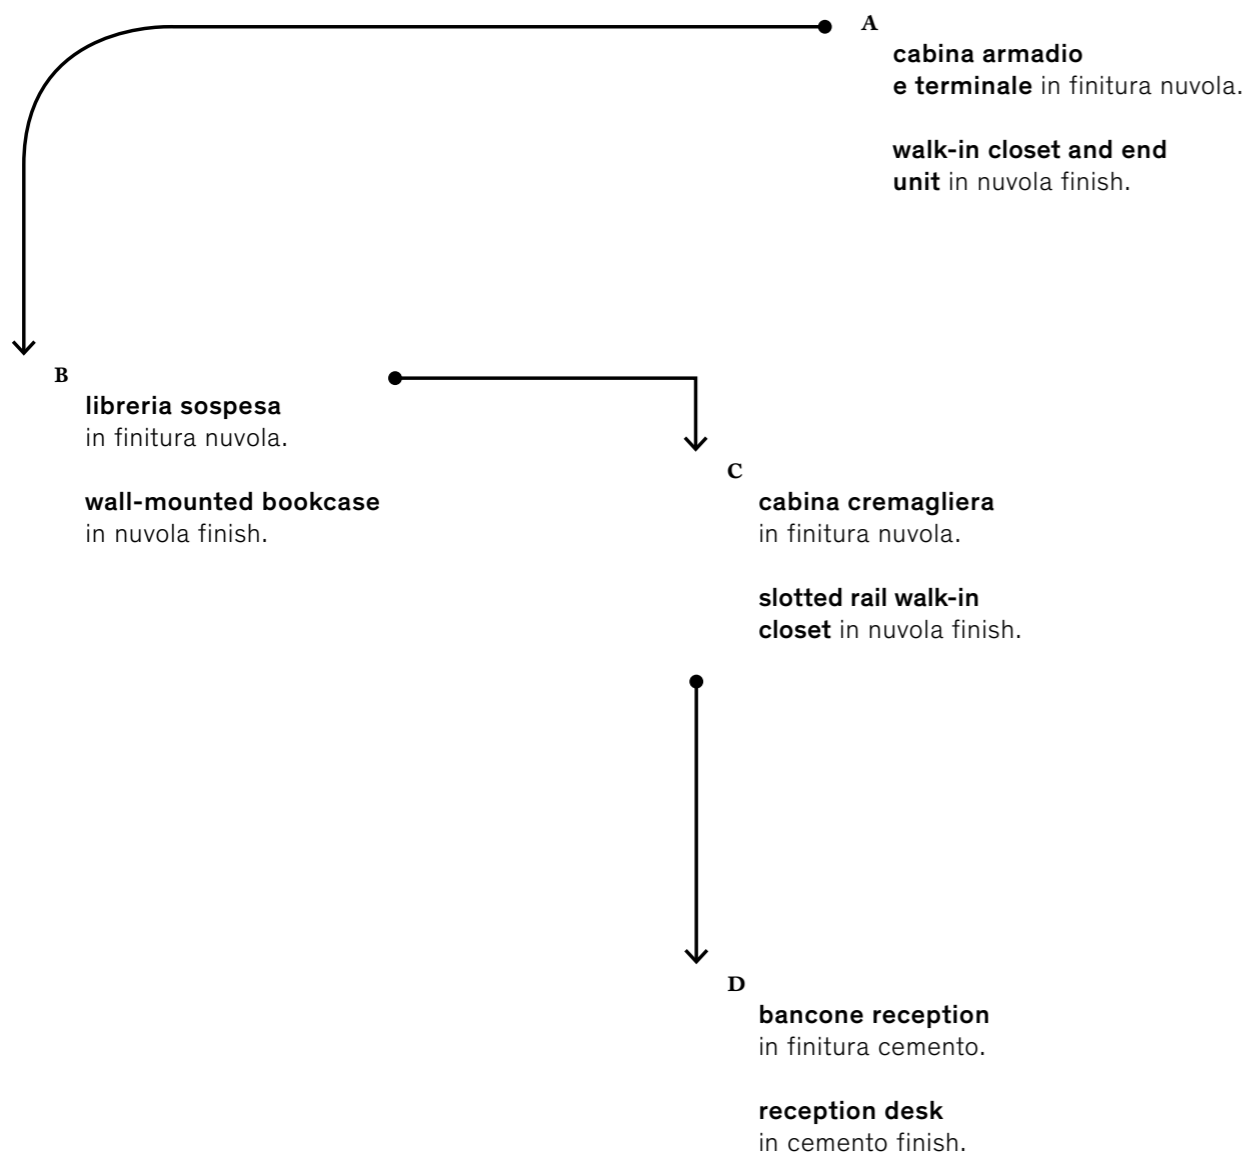 A
cabina armadio
e terminale in finitura nuvola.
walk-in closet and end
unit in nuvola finish.
B
libreria sospesa
in finitura nuvola.
wall-mounted bookcase
in nuvola finish.
C
cabina cremagliera
in finitura nuvola.
slotted rail walk-in
closet in nuvola finish.
D
bancone reception
in finitura cemento.
reception desk
in cemento finish.